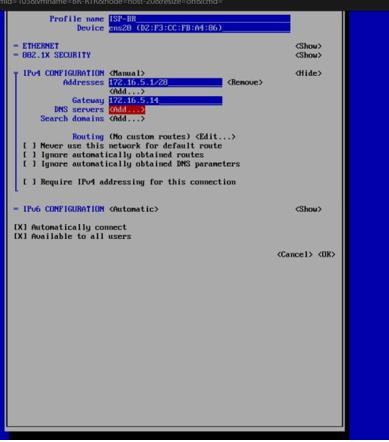 Profile name ISP-BR
Device ens20 (D2:F3:CC:FB:A4:86)
= ETHERNET <Show>
= 802.1X SECURITY <Show>
IPv4 CONFIGURATION <Manual> <Hide>
Addresses 172.16.5.1/28 <Remove>
<Add...>
Gateway 172.16.5.14
DNS servers <Add...>
Search domains <Add...>
Routing (No custom routes) <Edit...>
[ ] Never use this network for default route
[ ] Ignore automatically obtained routes
[ ] Ignore automatically obtained DNS parameters
[ ] Require IPv4 addressing for this connection
= IPv6 CONFIGURATION <Automatic> <Show>
[X] Automatically connect
[X] Available to all users
<Cancel> <OK>